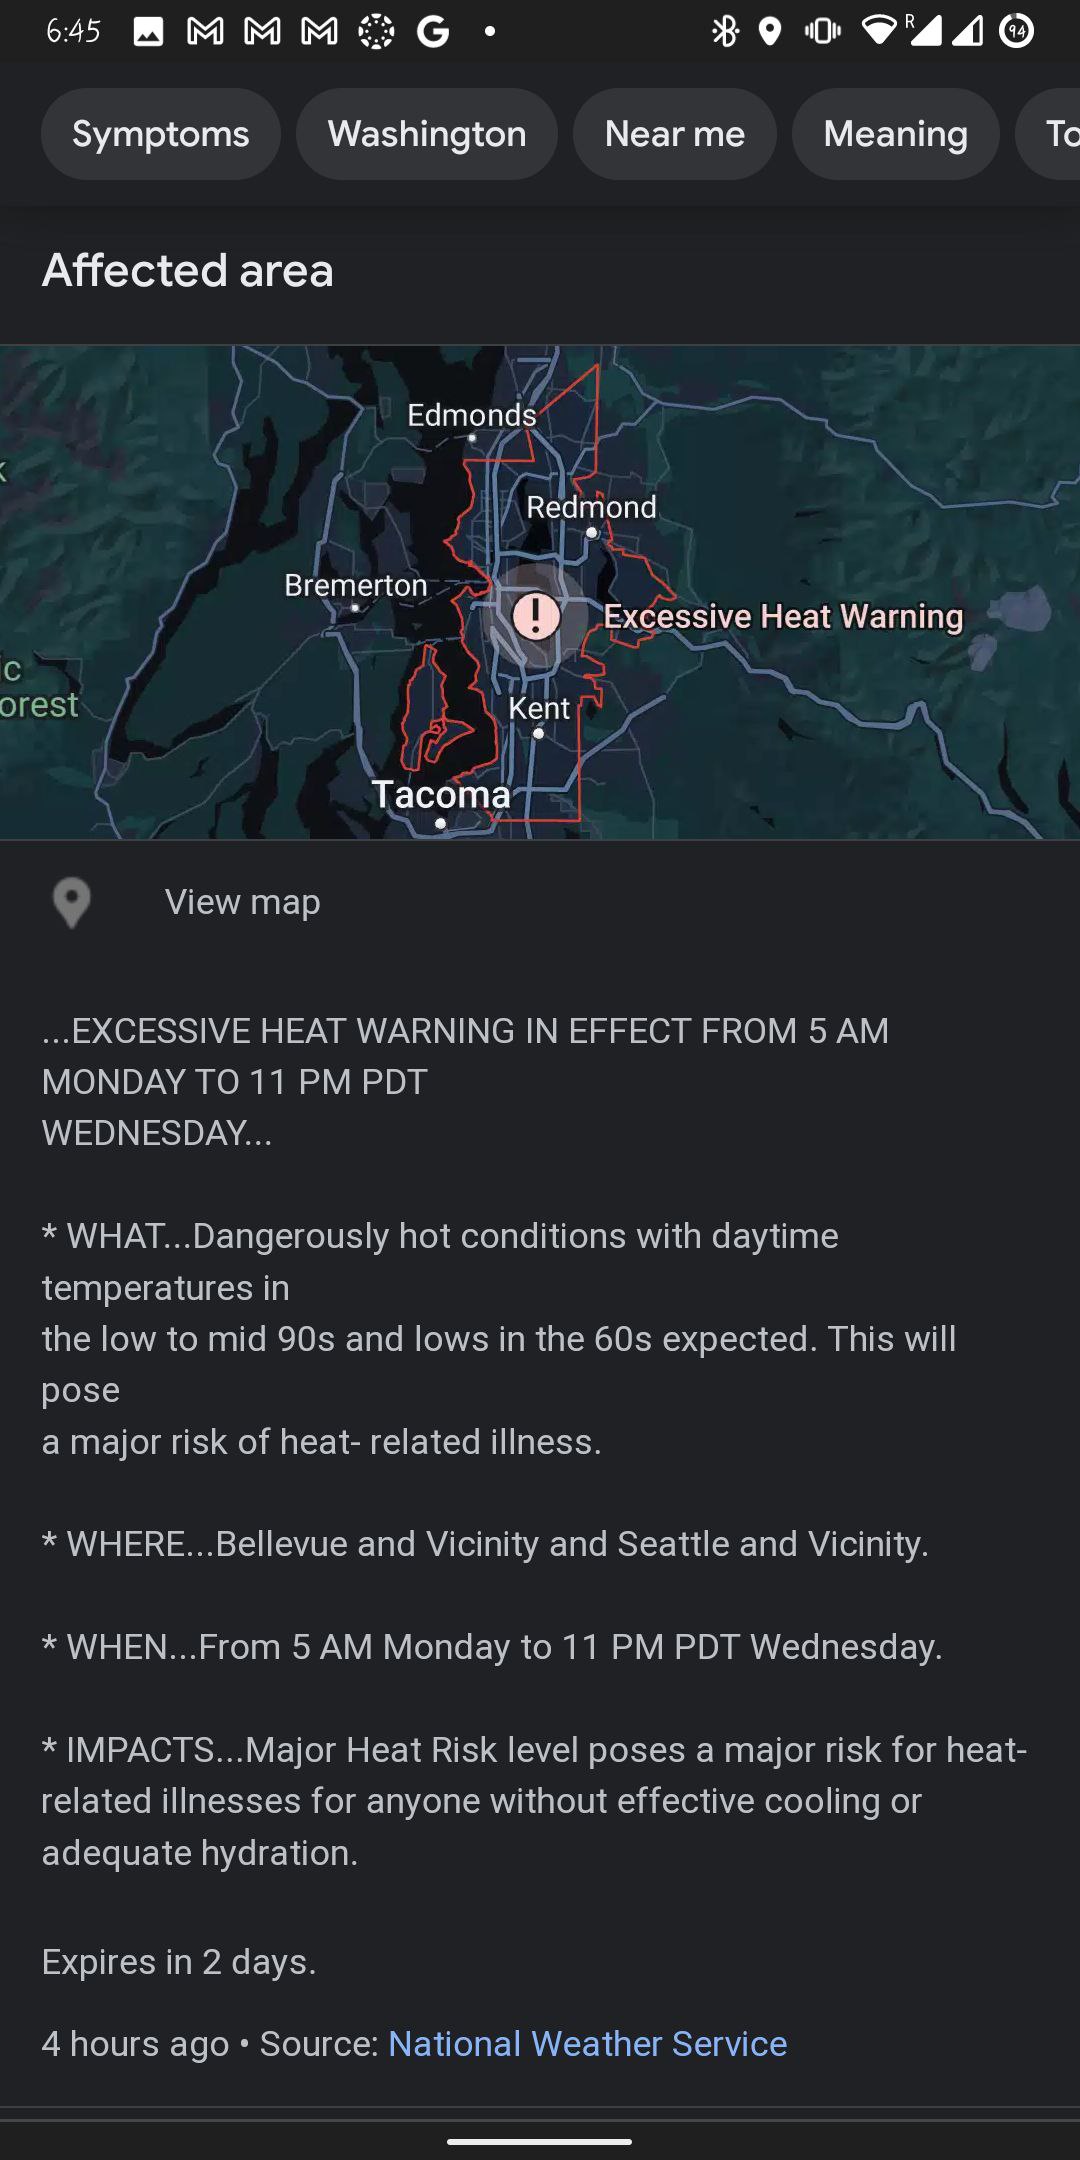 6:45
R
94
Symptoms Washington Near me Meaning To
Affected area
Edmonds
Redmond
Bremerton
Excessive Heat Warning
ic
orest
Kent
Tacoma
View map
...EXCESSIVE HEAT WARNING IN EFFECT FROM 5 AM
MONDAY TO 11 PM PDT
WEDNESDAY...
* WHAT...Dangerously hot conditions with daytime
temperatures in
the low to mid 90s and lows in the 60s expected. This will
pose
a major risk of heat- related illness.
* WHERE...Bellevue and Vicinity and Seattle and Vicinity.
* WHEN...From 5 AM Monday to 11 PM PDT Wednesday.
* IMPACTS...Major Heat Risk level poses a major risk for heat-
related illnesses for anyone without effective cooling or
adequate hydration.
Expires in 2 days.
4 hours ago • Source: National Weather Service